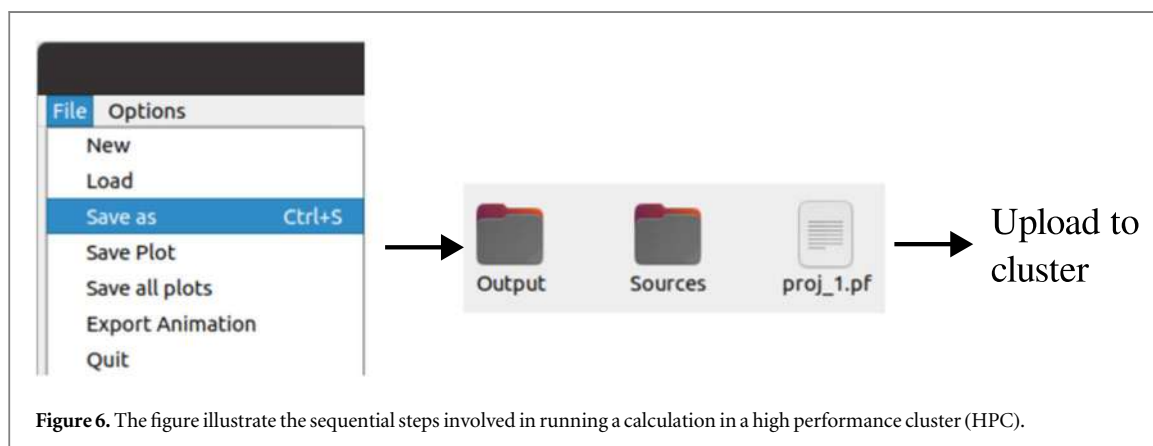 File Options
New
Load
Save as Ctrl+S
Save Plot
Save all plots
Export Animation
Quit
Output Sources proj_1.pf
Upload to
cluster
Figure 6. The figure illustrate the sequential steps involved in running a calculation in a high performance cluster (HPC).